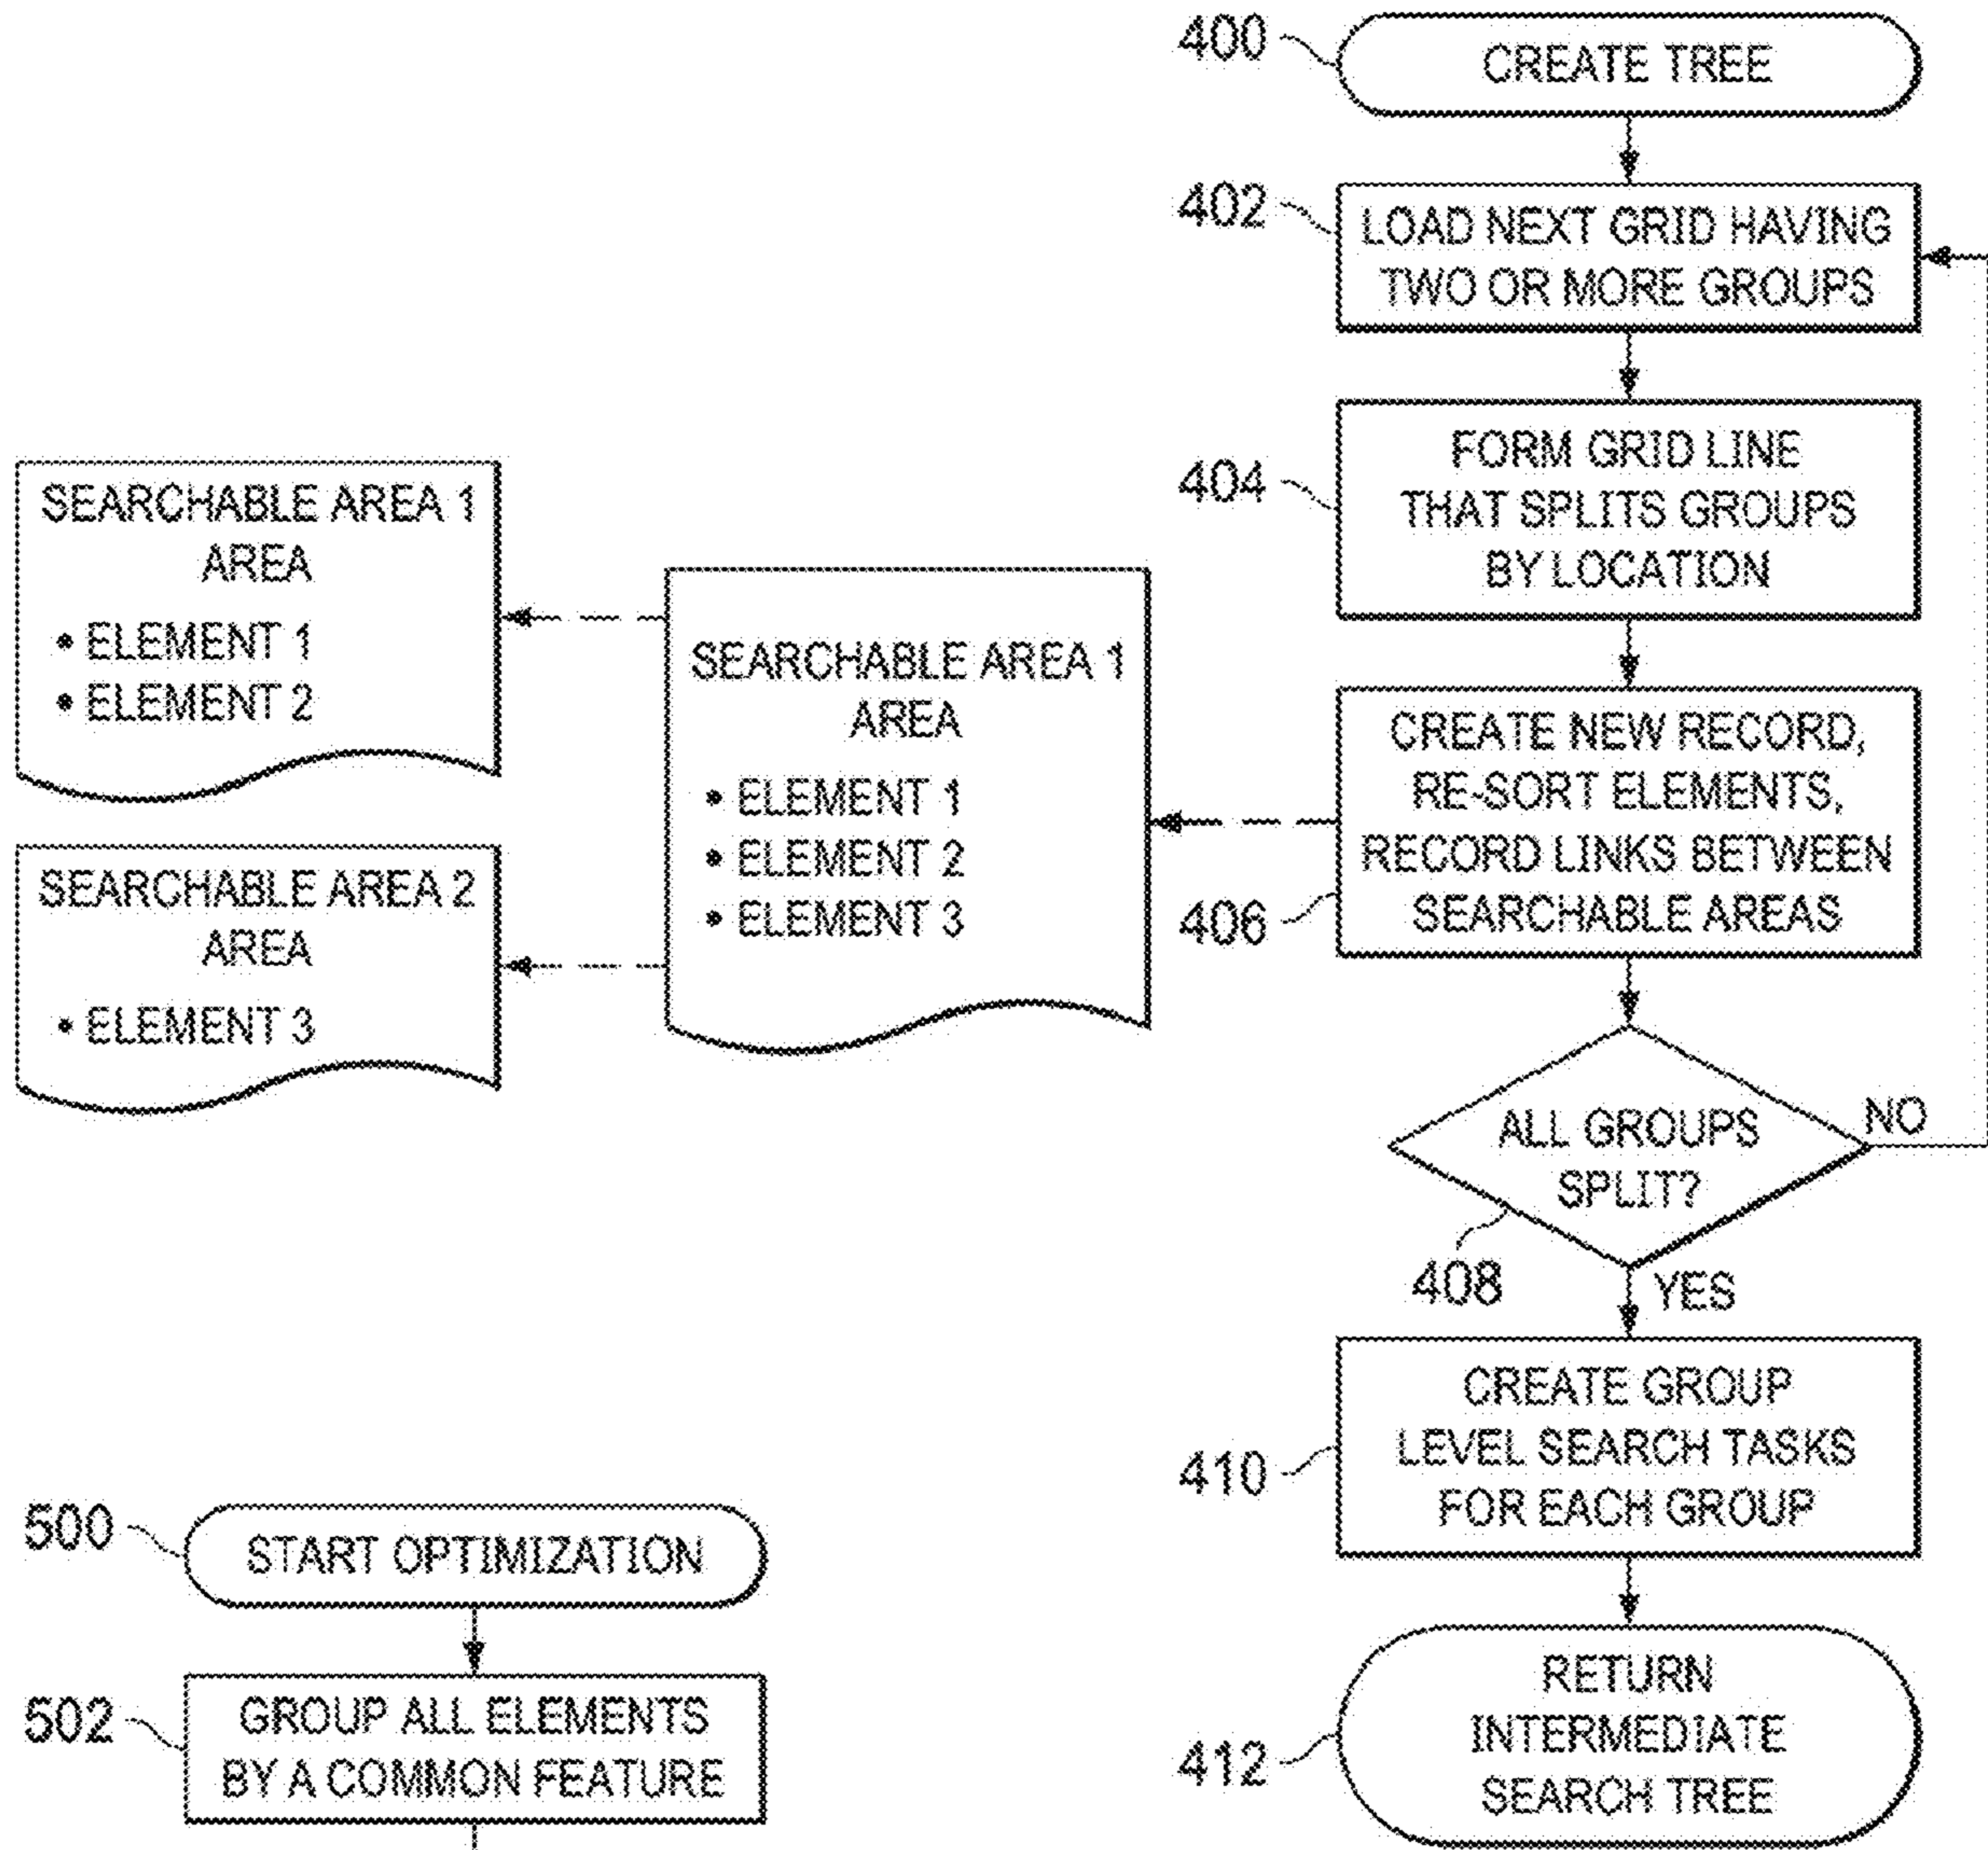 400
CREATE TREE
402
LOAD NEXT GRID HAVING
TWO OR MORE GROUPS
404
FORM GRID LINE
THAT SPLITS GROUPS
BY LOCATION
406
CREATE NEW RECORD,
RE-SORT ELEMENTS,
RECORD LINKS BETWEEN
SEARCHABLE AREAS
SEARCHABLE AREA 1
AREA
• ELEMENT 1
• ELEMENT 2
• ELEMENT 3
SEARCHABLE AREA 1
AREA
• ELEMENT 1
• ELEMENT 2
SEARCHABLE AREA 2
AREA
• ELEMENT 3
ALL GROUPS
SPLIT?
NO
408
YES
410
CREATE GROUP
LEVEL SEARCH TASKS
FOR EACH GROUP
412
RETURN
INTERMEDIATE
SEARCH TREE
500
START OPTIMIZATION
502
GROUP ALL ELEMENTS
BY A COMMON FEATURE